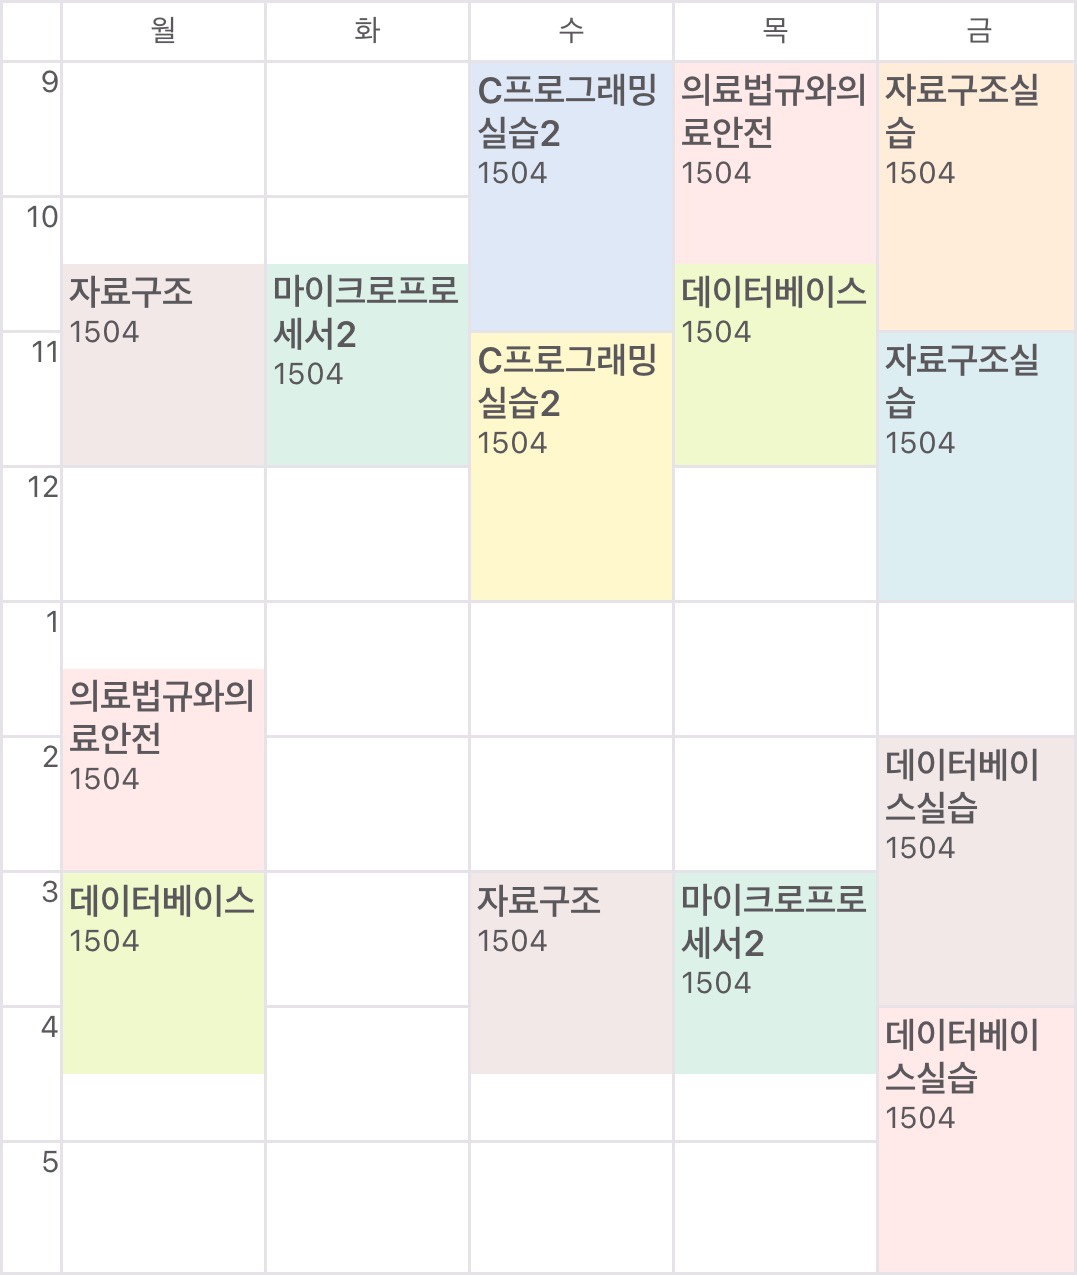 월 화 수 목 금
9
C프로그래밍
실습2
1504
의료법규와의
료안전
1504
자료구조실
습
1504
10
자료구조
1504
마이크로프로
세서2
1504
데이터베이스
1504
11
C프로그래밍
실습2
1504
자료구조실
습
1504
12
1
의료법규와의
료안전
1504
2
데이터베이
스실습
1504
3
데이터베이스
1504
자료구조
1504
마이크로프로
세서2
1504
4
데이터베이
스실습
1504
5